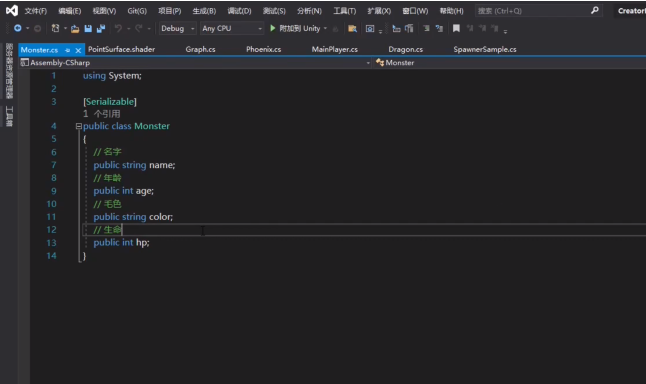 文件(F) 编辑(E) 视图(V) Git(G) 项目(P) 生成(B) 调试(D) 测试(S) 分析(N) 工具(T) 扩展(X) 窗口(W) 帮助(H) 搜索 (Ctrl+Q) Creator
Debug Any CPU 附加到 Unity
服务器资源管理器
工具箱
Monster.cs PointSurface.shader Graph.cs Phoenix.cs MainPlayer.cs Dragon.cs SpawnerSample.cs
Assembly-CSharp Monster
1 using System;
2
3 [Serializable]
1 个引用
4 public class Monster
5 {
6 // 名字
7 public string name;
8 // 年龄
9 public int age;
10 // 毛色
11 public string color;
12 // 生命
13 public int hp;
14 }